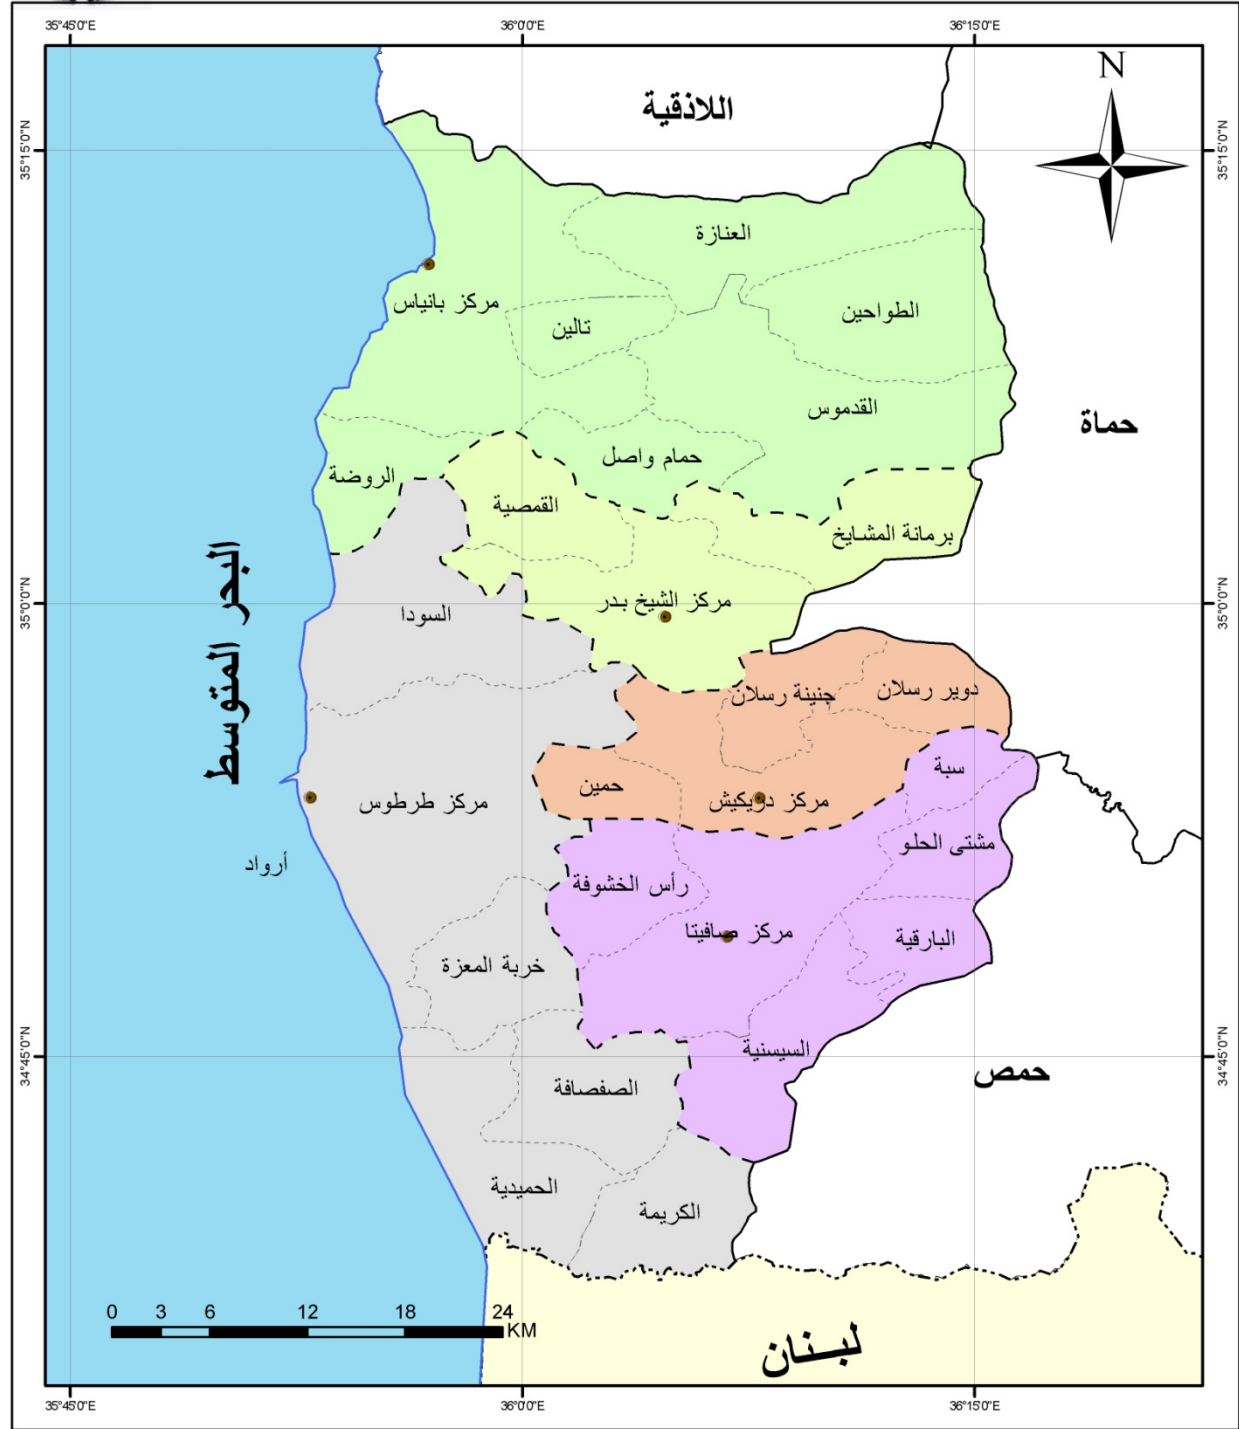 35°45'0"E
36°0'0"E
36°15'0"E
N
اللاذقية
35°15'0"N
35°15'0"N
العنازة
مركز بانياس
الطواحين
تالين
القدموس
حماة
حمام واصل
الروضة
القمصية
برمانة المشايخ
البحر المتوسط
35°0'0"N
35°0'0"N
مركز الشيخ بدر
السودا
دوير رسلان
جنينة رسلان
سبة
حمين
مركز دريكيش
مركز طرطوس
مشتى الحلو
أرواد
رأس الخشوفة
مركز صافيتا
البارقية
خربة المعزة
السيسنية
34°45'0"N
34°45'0"N
حمص
الصفصافة
الحميدية
الكريمة
0 3 6 12 18 24
KM
لبـنـان
35°45'0"E
36°0'0"E
36°15'0"E